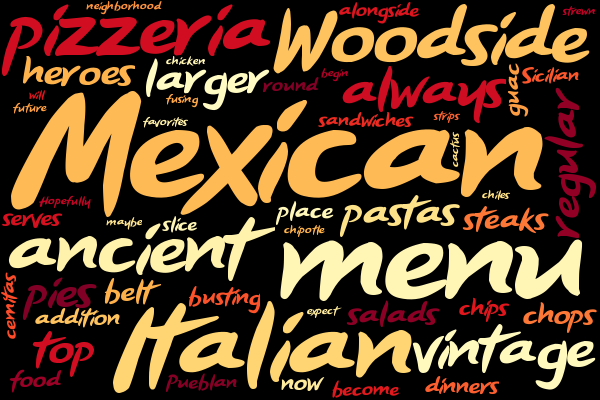 neighborhood
alongside
strewn
pizzeria
Woodside
heroes
chicken
larger
round
begin
always
guac
Sicilian
will
future
fusing
favorites
sandwiches
strips
regular
Mexican
cactus
Hopefully
serves
maybe
slice
place
chipotle
pastas
chiles
steaks
ancient
menu
cemitas
pies
belt
busting
addition
expect
salads
chips
chops
top
Italian
vintage
food
Pueblan
now
become
dinners